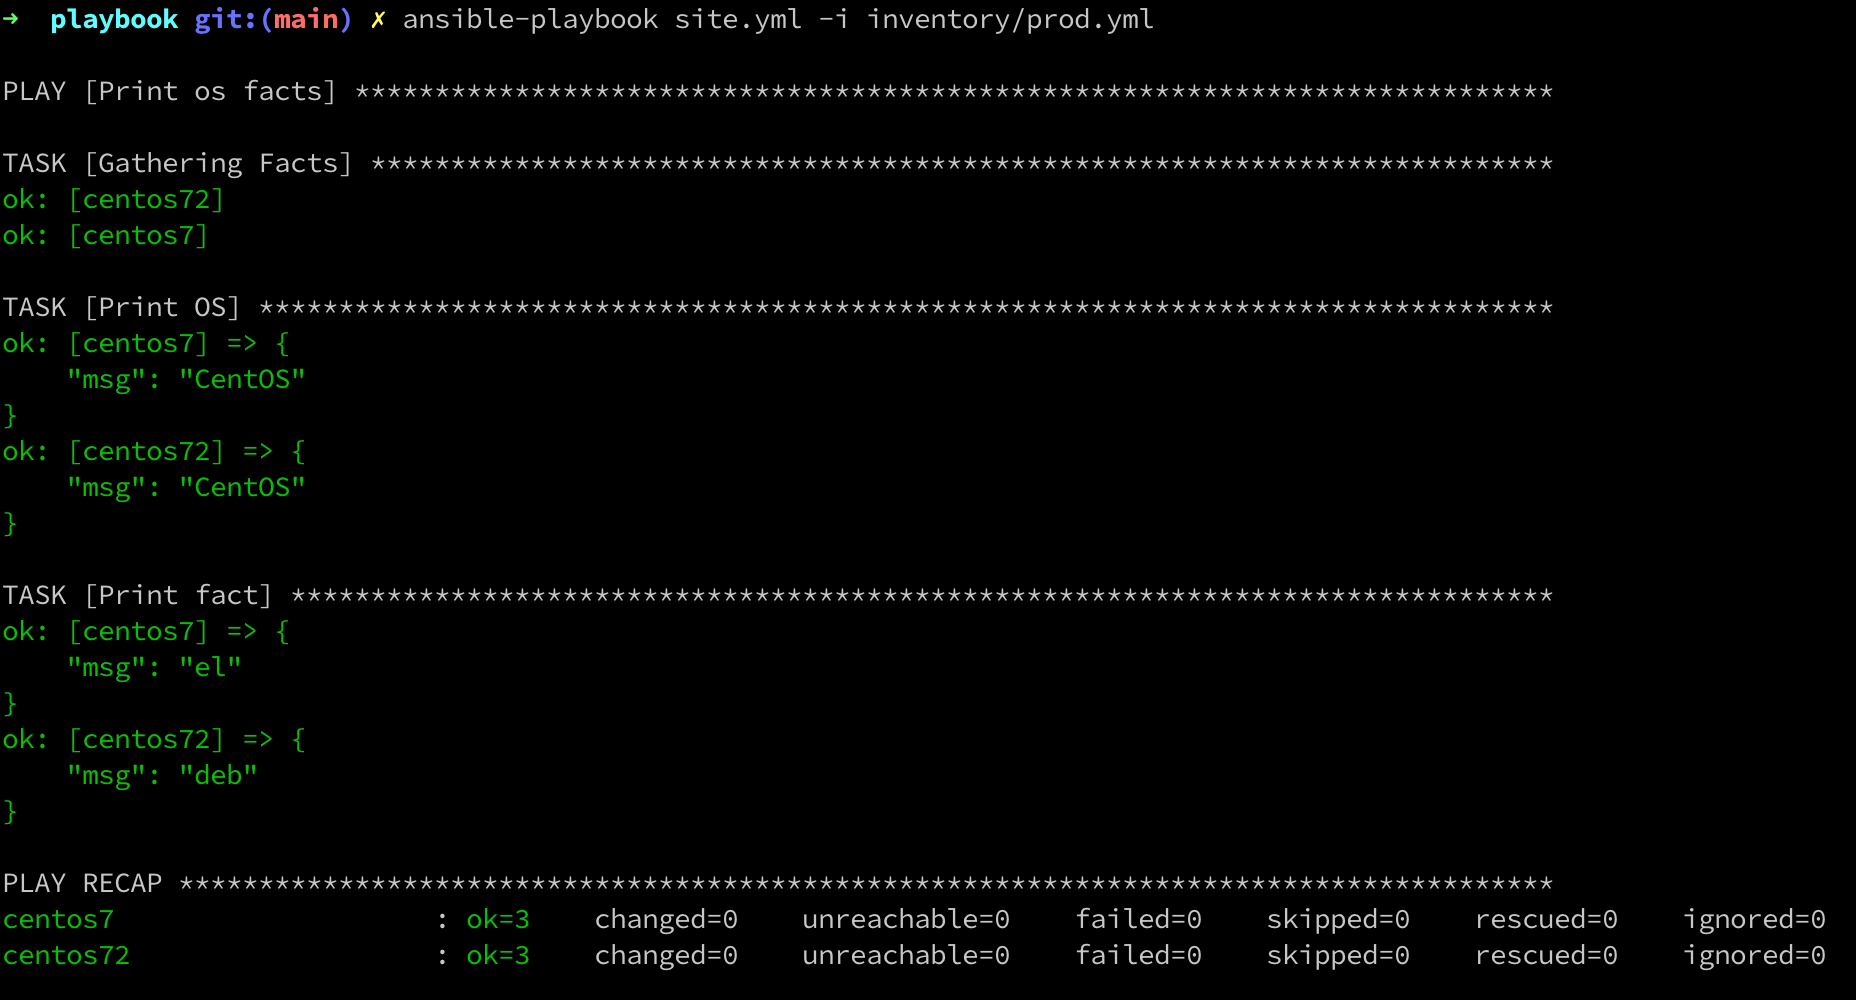 ➜  playbook git:(main) ✗ ansible-playbook site.yml -i inventory/prod.yml
PLAY [Print os facts] ***************************************************************************
TASK [Gathering Facts] **************************************************************************
ok: [centos72]
ok: [centos7]
TASK [Print OS] *********************************************************************************
ok: [centos7] => {
    "msg": "CentOS"
}
ok: [centos72] => {
    "msg": "CentOS"
}
TASK [Print fact] *******************************************************************************
ok: [centos7] => {
    "msg": "el"
}
ok: [centos72] => {
    "msg": "deb"
}
PLAY RECAP **************************************************************************************
centos7                    : ok=3    changed=0    unreachable=0    failed=0    skipped=0    rescued=0    ignored=0
centos72                   : ok=3    changed=0    unreachable=0    failed=0    skipped=0    rescued=0    ignored=0